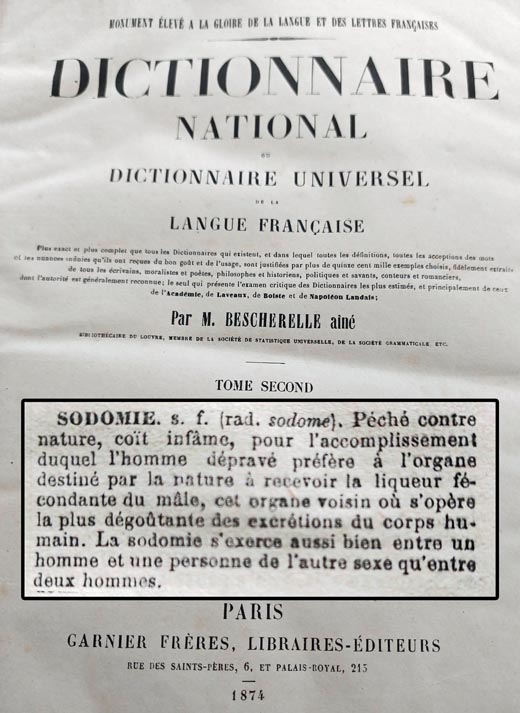 MONUMENT ÉLEVÉ A LA GLOIRE DE LA LANGUE ET DES LETTRES FRANÇAISES
DICTIONNAIRE
NATIONAL
OU
DICTIONNAIRE UNIVERSEL
DE LA
LANGUE FRANÇAISE
Plus exact et plus complet que tous les Dictionnaires qui existent, et dans lequel toutes les définitions, toutes les acceptions des mots
et les nuances infinies qu'ils ont reçues du bon goût et de l'usage, sont justifiées par plus de quinze cent mille exemples choisis, fidèlement extraits
de tous les écrivains, moralistes et poëtes, philosophes et historiens, politiques et savants, conteurs et romanciers,
dont l'autorité est généralement reconnue; le seul qui présente l'examen critique des Dictionnaires les plus estimés, et principalement de ceux
de l'Académie, de Laveaux, de Boiste et de Napoléon Landais;
Par M. BESCHERELLE aîné
BIBLIOTHÉCAIRE DU LOUVRE, MEMBRE DE LA SOCIÉTÉ DE STATISTIQUE UNIVERSELLE, DE LA SOCIÉTÉ GRAMMATICALE, ETC.
TOME SECOND
SODOMIE. s. f. (rad. sodome). Péché contre
nature, coït infâme, pour l'accomplissement
duquel l'homme dépravé préfère à l'organe
destiné par la nature à recevoir la liqueur fé-
condante du mâle, cet organe voisin où s'opère
la plus dégoûtante des excrétions du corps hu-
main. La sodomie s'exerce aussi bien entre un
homme et une personne de l'autre sexe qu'entre
deux hommes.
PARIS
GARNIER FRÈRES, LIBRAIRES-ÉDITEURS
RUE DES SAINTS-PÈRES, 6, ET PALAIS-ROYAL, 215
1874